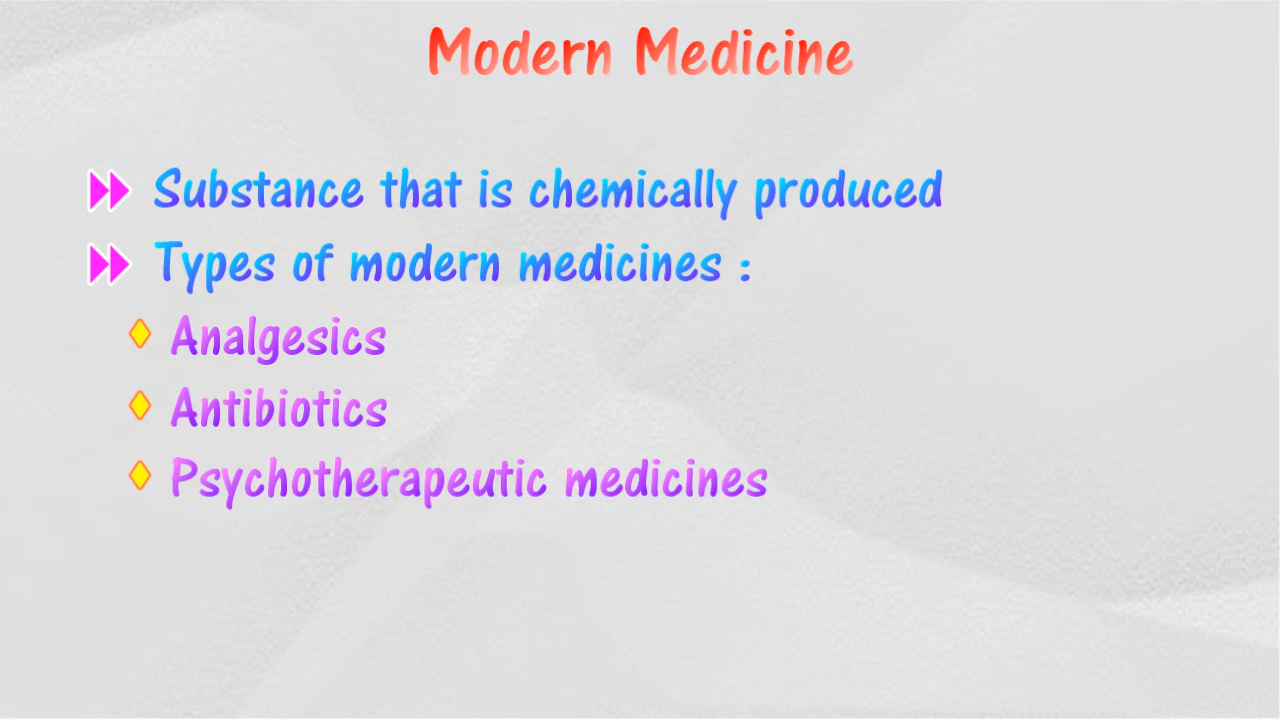 Modern Medicine
Substance that is chemically produced
Types of modern medicines :
Analgesics
Antibiotics
Psychotherapeutic medicines